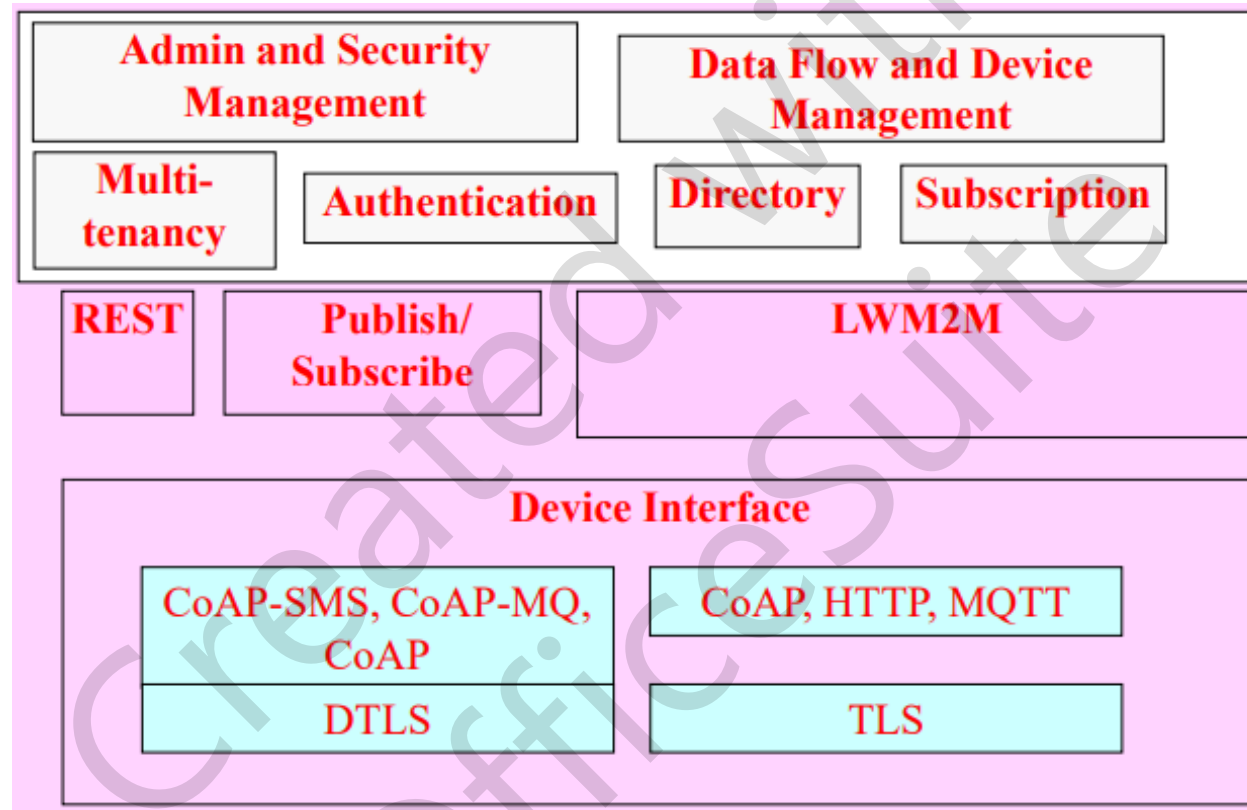 Admin and Security
Management
Data Flow and Device
Management
Multi-
tenancy
Authentication
Directory
Subscription
REST
Publish/
Subscribe
LWM2M
Device Interface
CoAP-SMS, CoAP-MQ,
CoAP
CoAP, HTTP, MQTT
DTLS
TLS
Created with
OfficeSuite